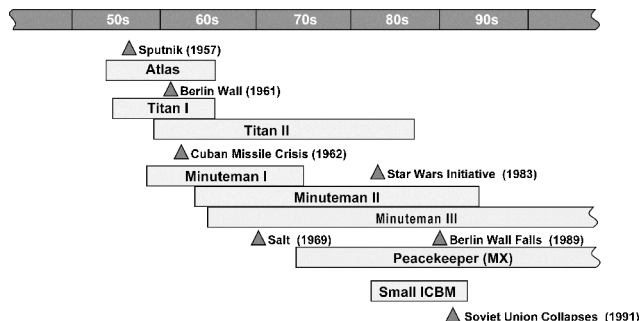 50s 60s 70s 80s 90s
Sputnik (1957)
Atlas
Berlin Wall (1961)
Titan I
Titan II
Cuban Missile Crisis (1962)
Minuteman I
Star Wars Initiative (1983)
Minuteman II
Minuteman III
Salt (1969)
Berlin Wall Falls (1989)
Peacekeeper (MX)
Small ICBM
Soviet Union Collapses (1991)